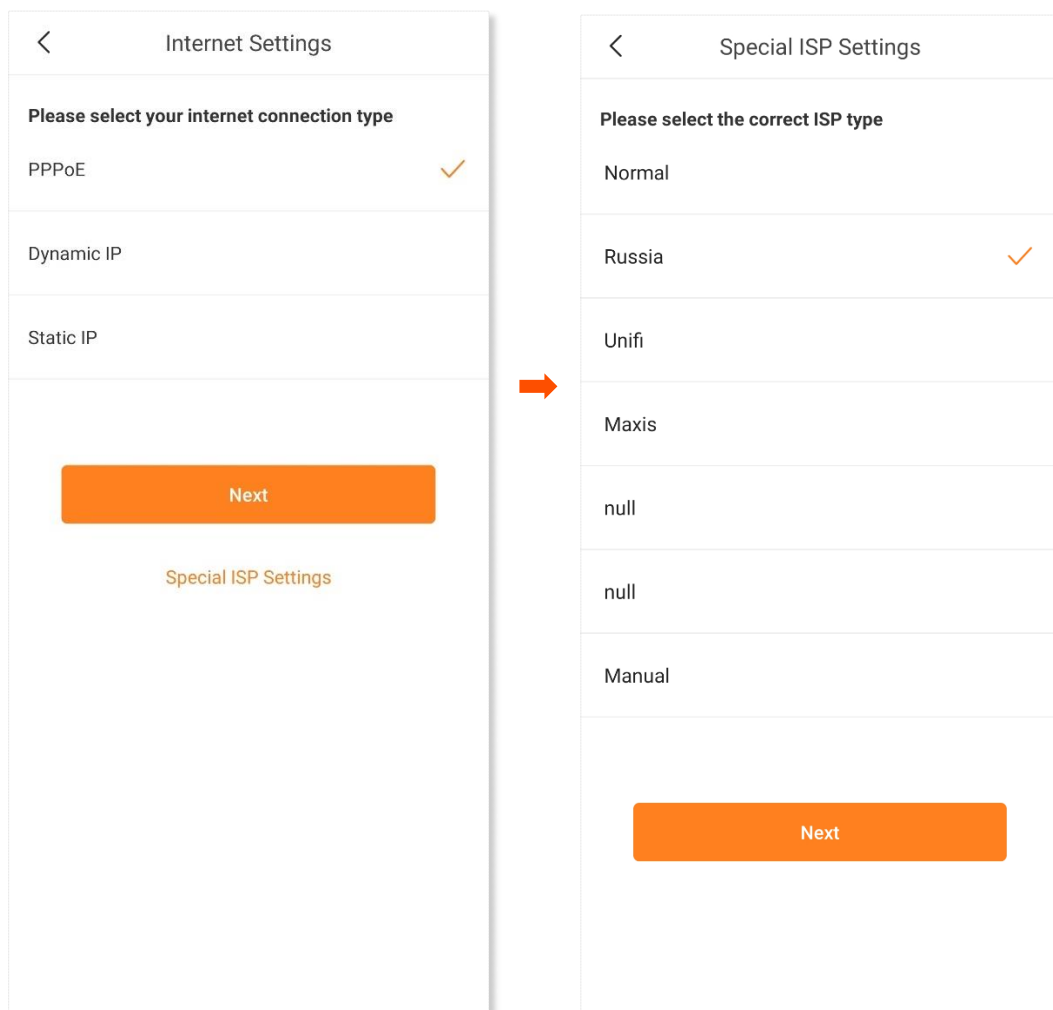 Internet Settings
Please select your internet connection type
PPPoE
Dynamic IP
Static IP
Next
Special ISP Settings
Special ISP Settings
Please select the correct ISP type
Normal
Russia
Unifi
Maxis
null
null
Manual
Next